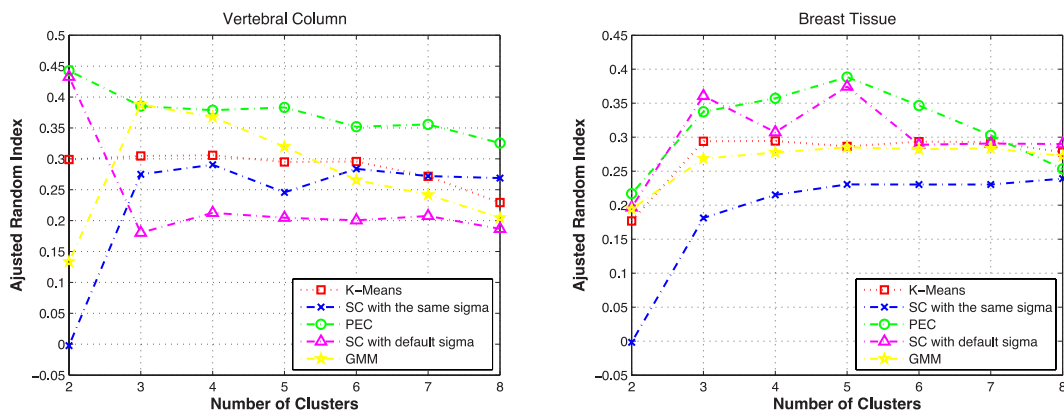 Vertebral Column
0.5
0.45
0.4
0.35
0.3
0.25
0.2
0.15
0.1
0.05
0
−0.05
Ajusted Random Index
2 3 4 5 6 7 8
Number of Clusters
K−Means
SC with the same sigma
PEC
SC with default sigma
GMM
Breast Tissue
0.45
0.4
0.35
0.3
0.25
0.2
0.15
0.1
0.05
0
−0.05
Ajusted Random Index
2 3 4 5 6 7 8
Number of Clusters
K−Means
SC with the same sigma
PEC
SC with default sigma
GMM